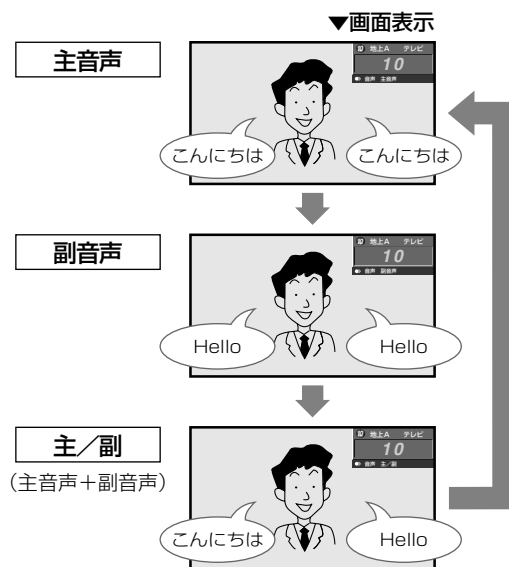 ▼画面表示
主音声
10 地上A テレビ
10
音声 主音声
こんにちは
こんにちは
副音声
10 地上A テレビ
10
音声 副音声
Hello
Hello
主／副
(主音声＋副音声)
10 地上A テレビ
10
音声 主/副
こんにちは
Hello